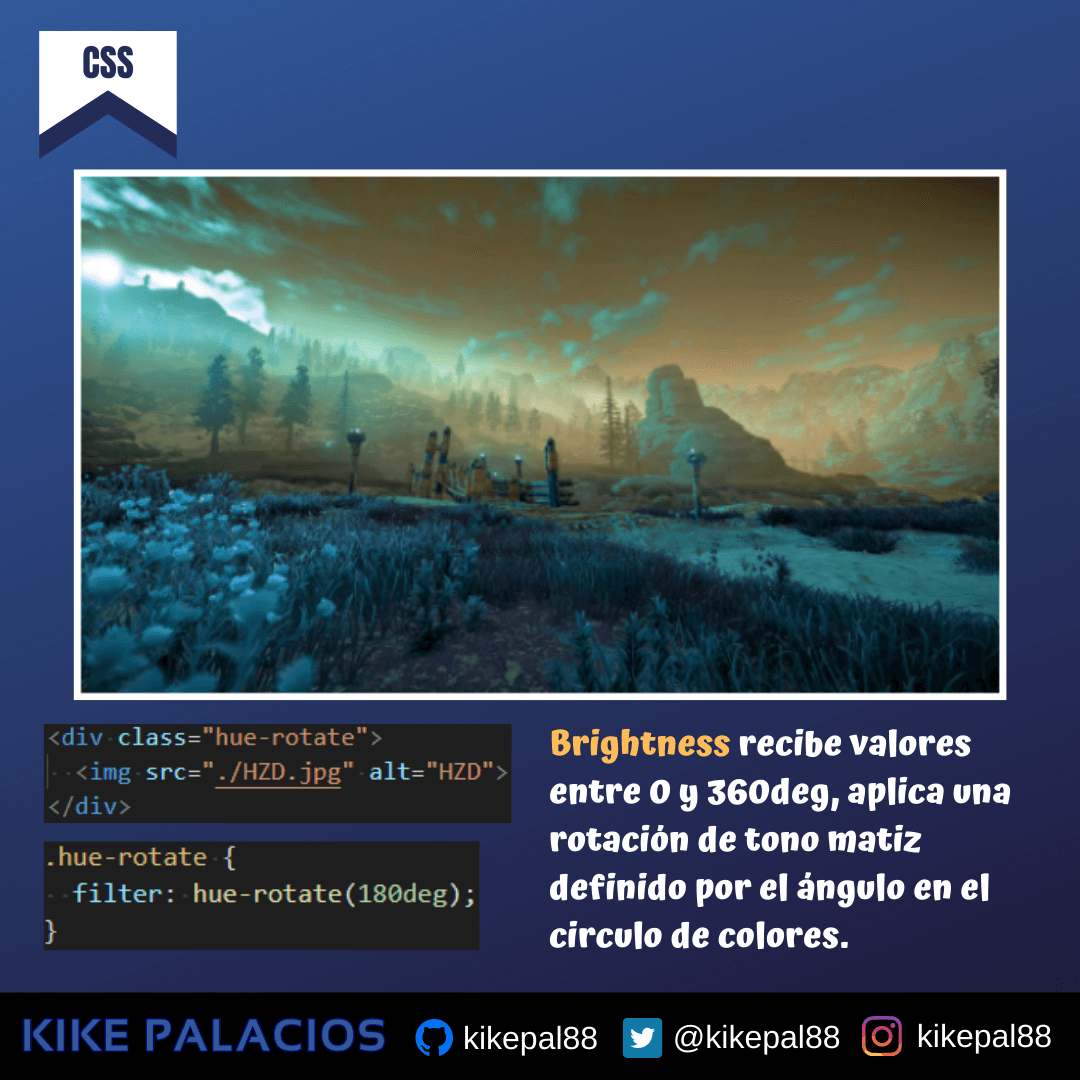 CSS
<div class="hue-rotate">
<img src="./HZD.jpg" alt="HZD">
</div>
.hue-rotate {
filter: hue-rotate(180deg);
}
Brightness recibe valores
entre 0 y 360deg, aplica una
rotación de tono matiz
definido por el ángulo en el
circulo de colores.
KIKE PALACIOS kikepal88 @kikepal88 kikepal88